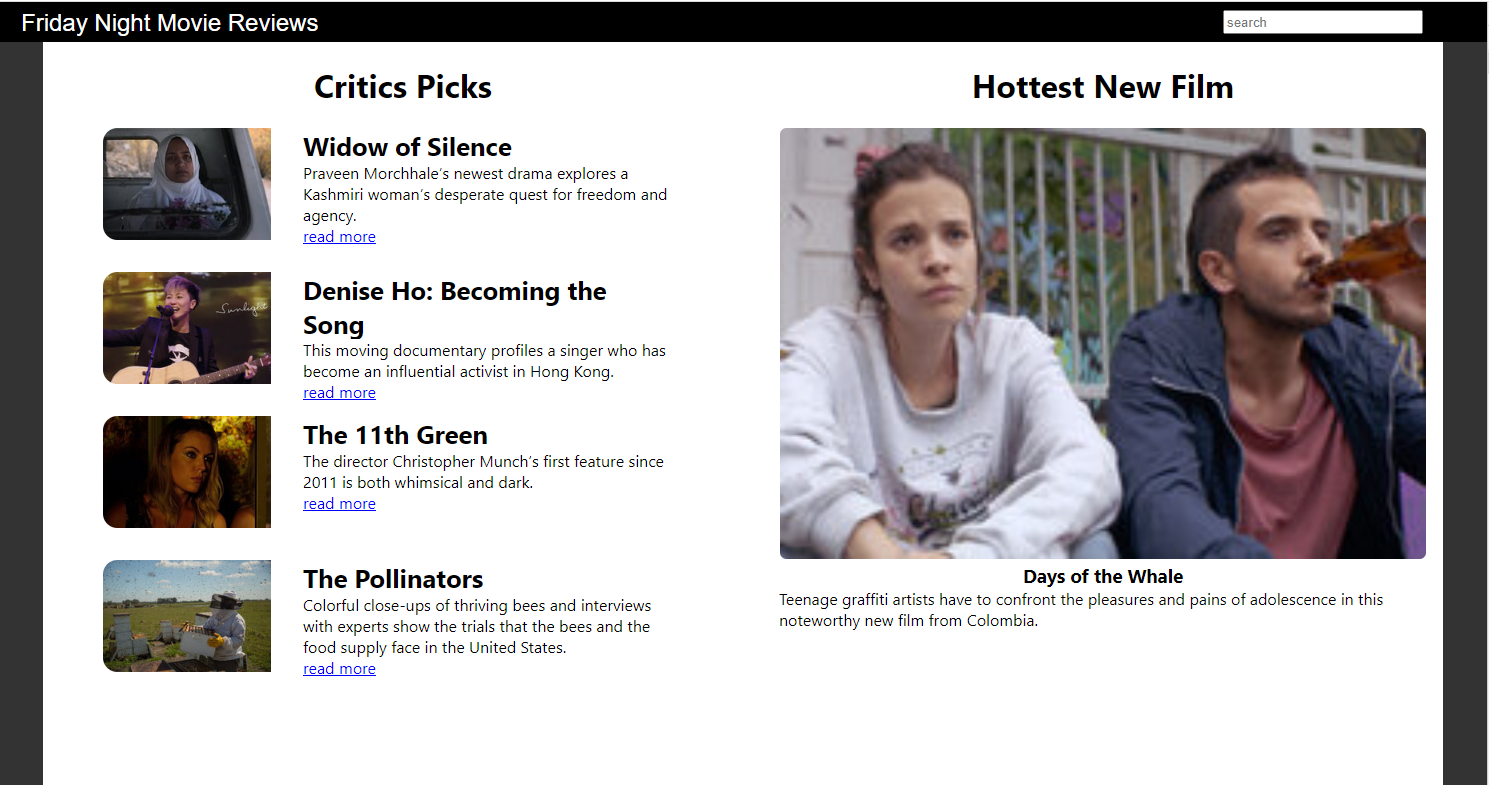 Friday Night Movie Reviews
search
Critics Picks
Widow of Silence
Praveen Morchhale's newest drama explores a
Kashmiri woman's desperate quest for freedom and
agency.
read more
Denise Ho: Becoming the
Song
This moving documentary profiles a singer who has
become an influential activist in Hong Kong.
read more
Sunlight
The 11th Green
The director Christopher Munch's first feature since
2011 is both whimsical and dark.
read more
The Pollinators
Colorful close-ups of thriving bees and interviews
with experts show the trials that the bees and the
food supply face in the United States.
read more
Hottest New Film
Days of the Whale
Teenage graffiti artists have to confront the pleasures and pains of adolescence in this
noteworthy new film from Colombia.